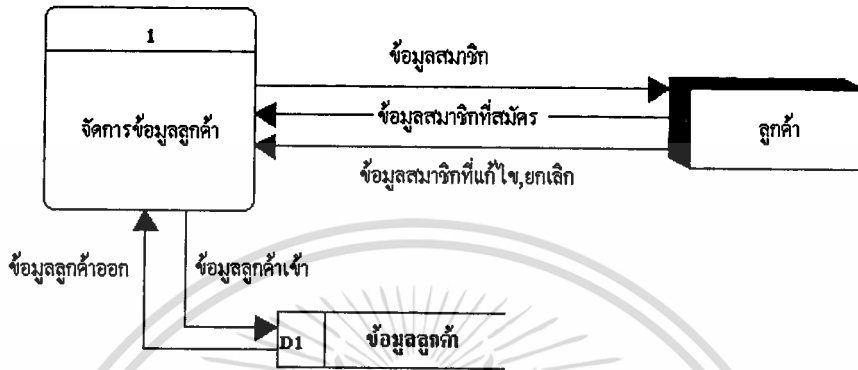 1
จัดการข้อมูลลูกค้า
ข้อมูลสมาชิก
ข้อมูลสมาชิกที่สมัคร
ข้อมูลสมาชิกที่แก้ไข,ยกเลิก
ลูกค้า
ข้อมูลลูกค้าออก
ข้อมูลลูกค้าเข้า
D1
ข้อมูลลูกค้า